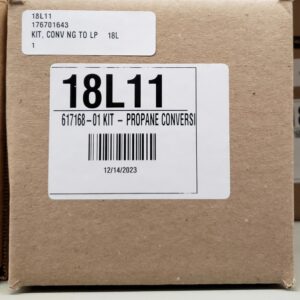 18L11
176701643
KIT, CONV NG TO LP 18L
1
18L11
617168-01 KIT - PROPANE CONVERSI
12/14/2023